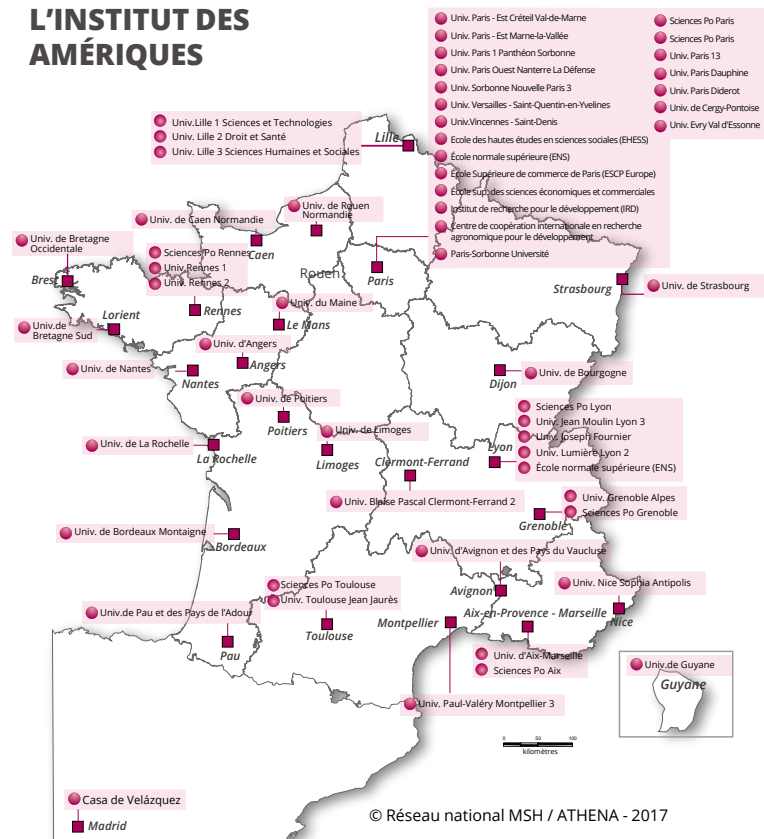 L'INSTITUT DES
AMÉRIQUES
Univ. Paris - Est Créteil Val-de-Marne
Univ. Paris - Est Marne-la-Vallée
Univ. Paris 1 Panthéon Sorbonne
Univ. Paris Ouest Nanterre La Défense
Univ. Sorbonne Nouvelle Paris 3
Univ. Versailles - Saint-Quentin-en-Yvelines
Univ.Vincennes - Saint-Denis
Ecole des hautes études en sciences sociales (EHESS)
École normale supérieure (ENS)
École Supérieure de commerce de Paris (ESCP Europe)
École sup. des sciences économiques et commerciales
Institut de recherche pour le développement (IRD)
Centre de coopération internationale en recherche
agronomique pour le développement
Paris-Sorbonne Université
Sciences Po Paris
Sciences Po Paris
Univ. Paris 13
Univ. Paris Dauphine
Univ. Paris Diderot
Univ. de Cergy-Pontoise
Univ. Evry Val d'Essonne
Univ.Lille 1 Sciences et Technologies
Univ. Lille 2 Droit et Santé
Univ. Lille 3 Sciences Humaines et Sociales
Lille
Univ. de Rouen
Normandie
Univ. de Caen Normandie
Caen
Rouen
Paris
Univ. de Bretagne
Occidentale
Brest
Sciences Po Rennes
Univ.Rennes 1
Univ. Rennes 2
Rennes
Strasbourg
Univ. de Strasbourg
Lorient
Univ.de
Bretagne Sud
Univ. du Maine
Le Mans
Univ. d'Angers
Angers
Univ. de Nantes
Nantes
Dijon
Univ. de Bourgogne
Univ. de Poitiers
Poitiers
Univ. de La Rochelle
La Rochelle
Univ. de Limoges
Limoges
Clermont-Ferrand
Univ. Blaise Pascal Clermont-Ferrand 2
Sciences Po Lyon
Univ. Jean Moulin Lyon 3
Univ. Joseph Fournier
Univ. Lumière Lyon 2
École normale supérieure (ENS)
Lyon
Univ. Grenoble Alpes
Sciences Po Grenoble
Grenoble
Univ. de Bordeaux Montaigne
Bordeaux
Univ. d'Avignon et des Pays du Vaucluse
Avignon
Univ. Nice Sophia Antipolis
Nice
Sciences Po Toulouse
Univ. Toulouse Jean Jaurès
Toulouse
Univ.de Pau et des Pays de l'Adour
Pau
Montpellier
Aix-en-Provence - Marseille
Univ. d'Aix-Marseille
Sciences Po Aix
Univ. Paul-Valéry Montpellier 3
Univ.de Guyane
Guyane
0 50 100
kilomètres
Casa de Velázquez
Madrid
© Réseau national MSH / ATHENA - 2017